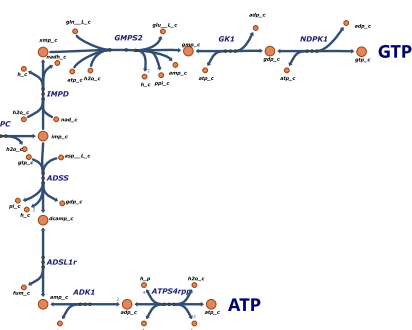 gln__L_c
GMPS2
glu__L_c
adp_c
adp_c
xmp_c
nadh_c
gmp_c
GK1
NDPK1
GTP
gdp_c
gtp_c
h_c
atp_c h2o_c
h_c
ppi_c
amp_c
atp_c
atp_c
IMPD
h2o_c
nad_c
PC
imp_c
h2o_c
gtp_c
asp__L_c
ADSS
pi_c
h_c
gdp_c
dcamp_c
ADSL1r
fum_c
amp_c
ADK1
2
adp_c
h_p
ATPS4rpp
h2o_c
atp_c
ATP